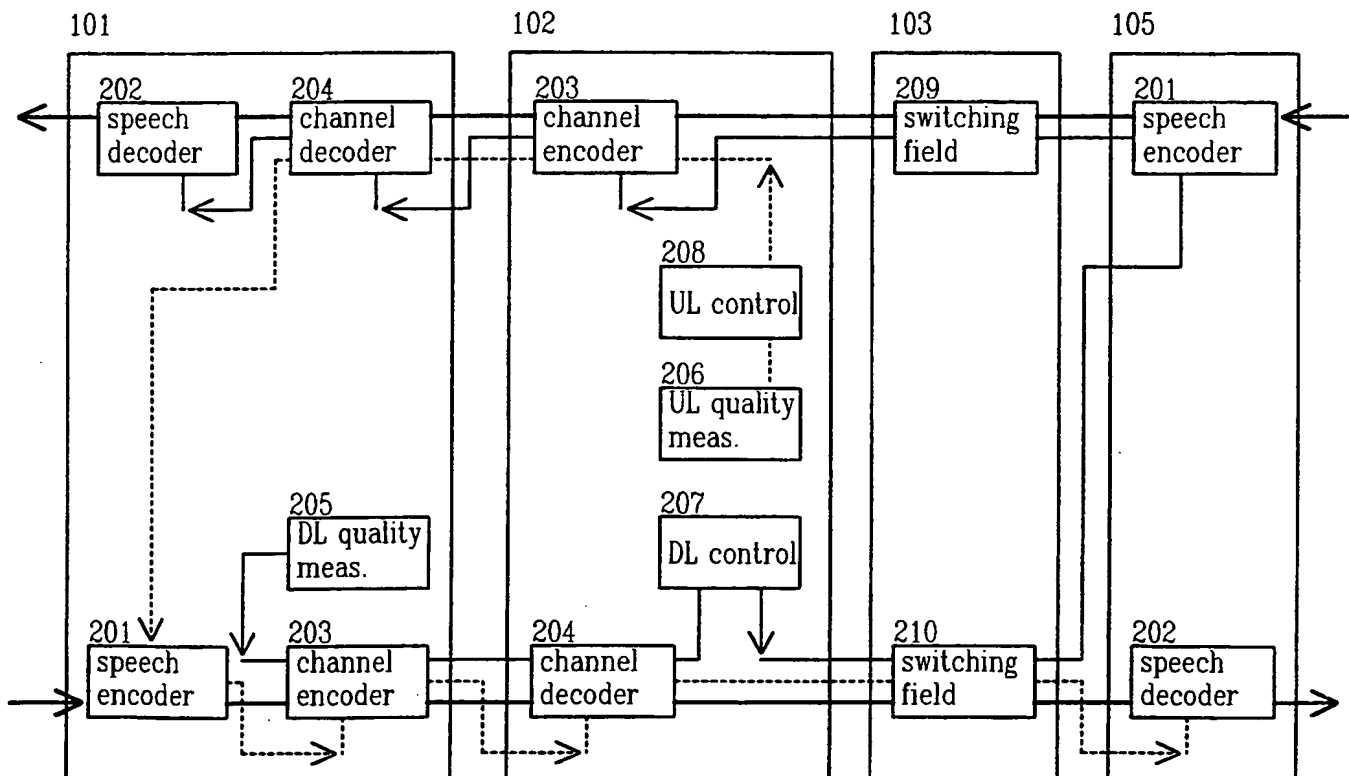 101
102
103
105
202
speech
decoder
204
channel
decoder
203
channel
encoder
209
switching
field
201
speech
encoder
208
UL control
206
UL quality
meas.
205
DL quality
meas.
207
DL control
201
speech
encoder
203
channel
encoder
204
channel
decoder
210
switching
field
202
speech
decoder